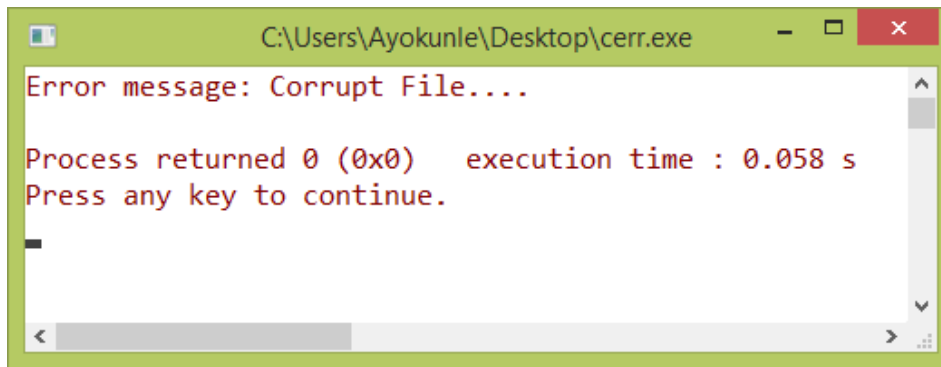 C:\Users\Ayokunle\Desktop\cerr.exe
Error message: Corrupt File....
Process returned 0 (0x0)   execution time : 0.058 s
Press any key to continue.